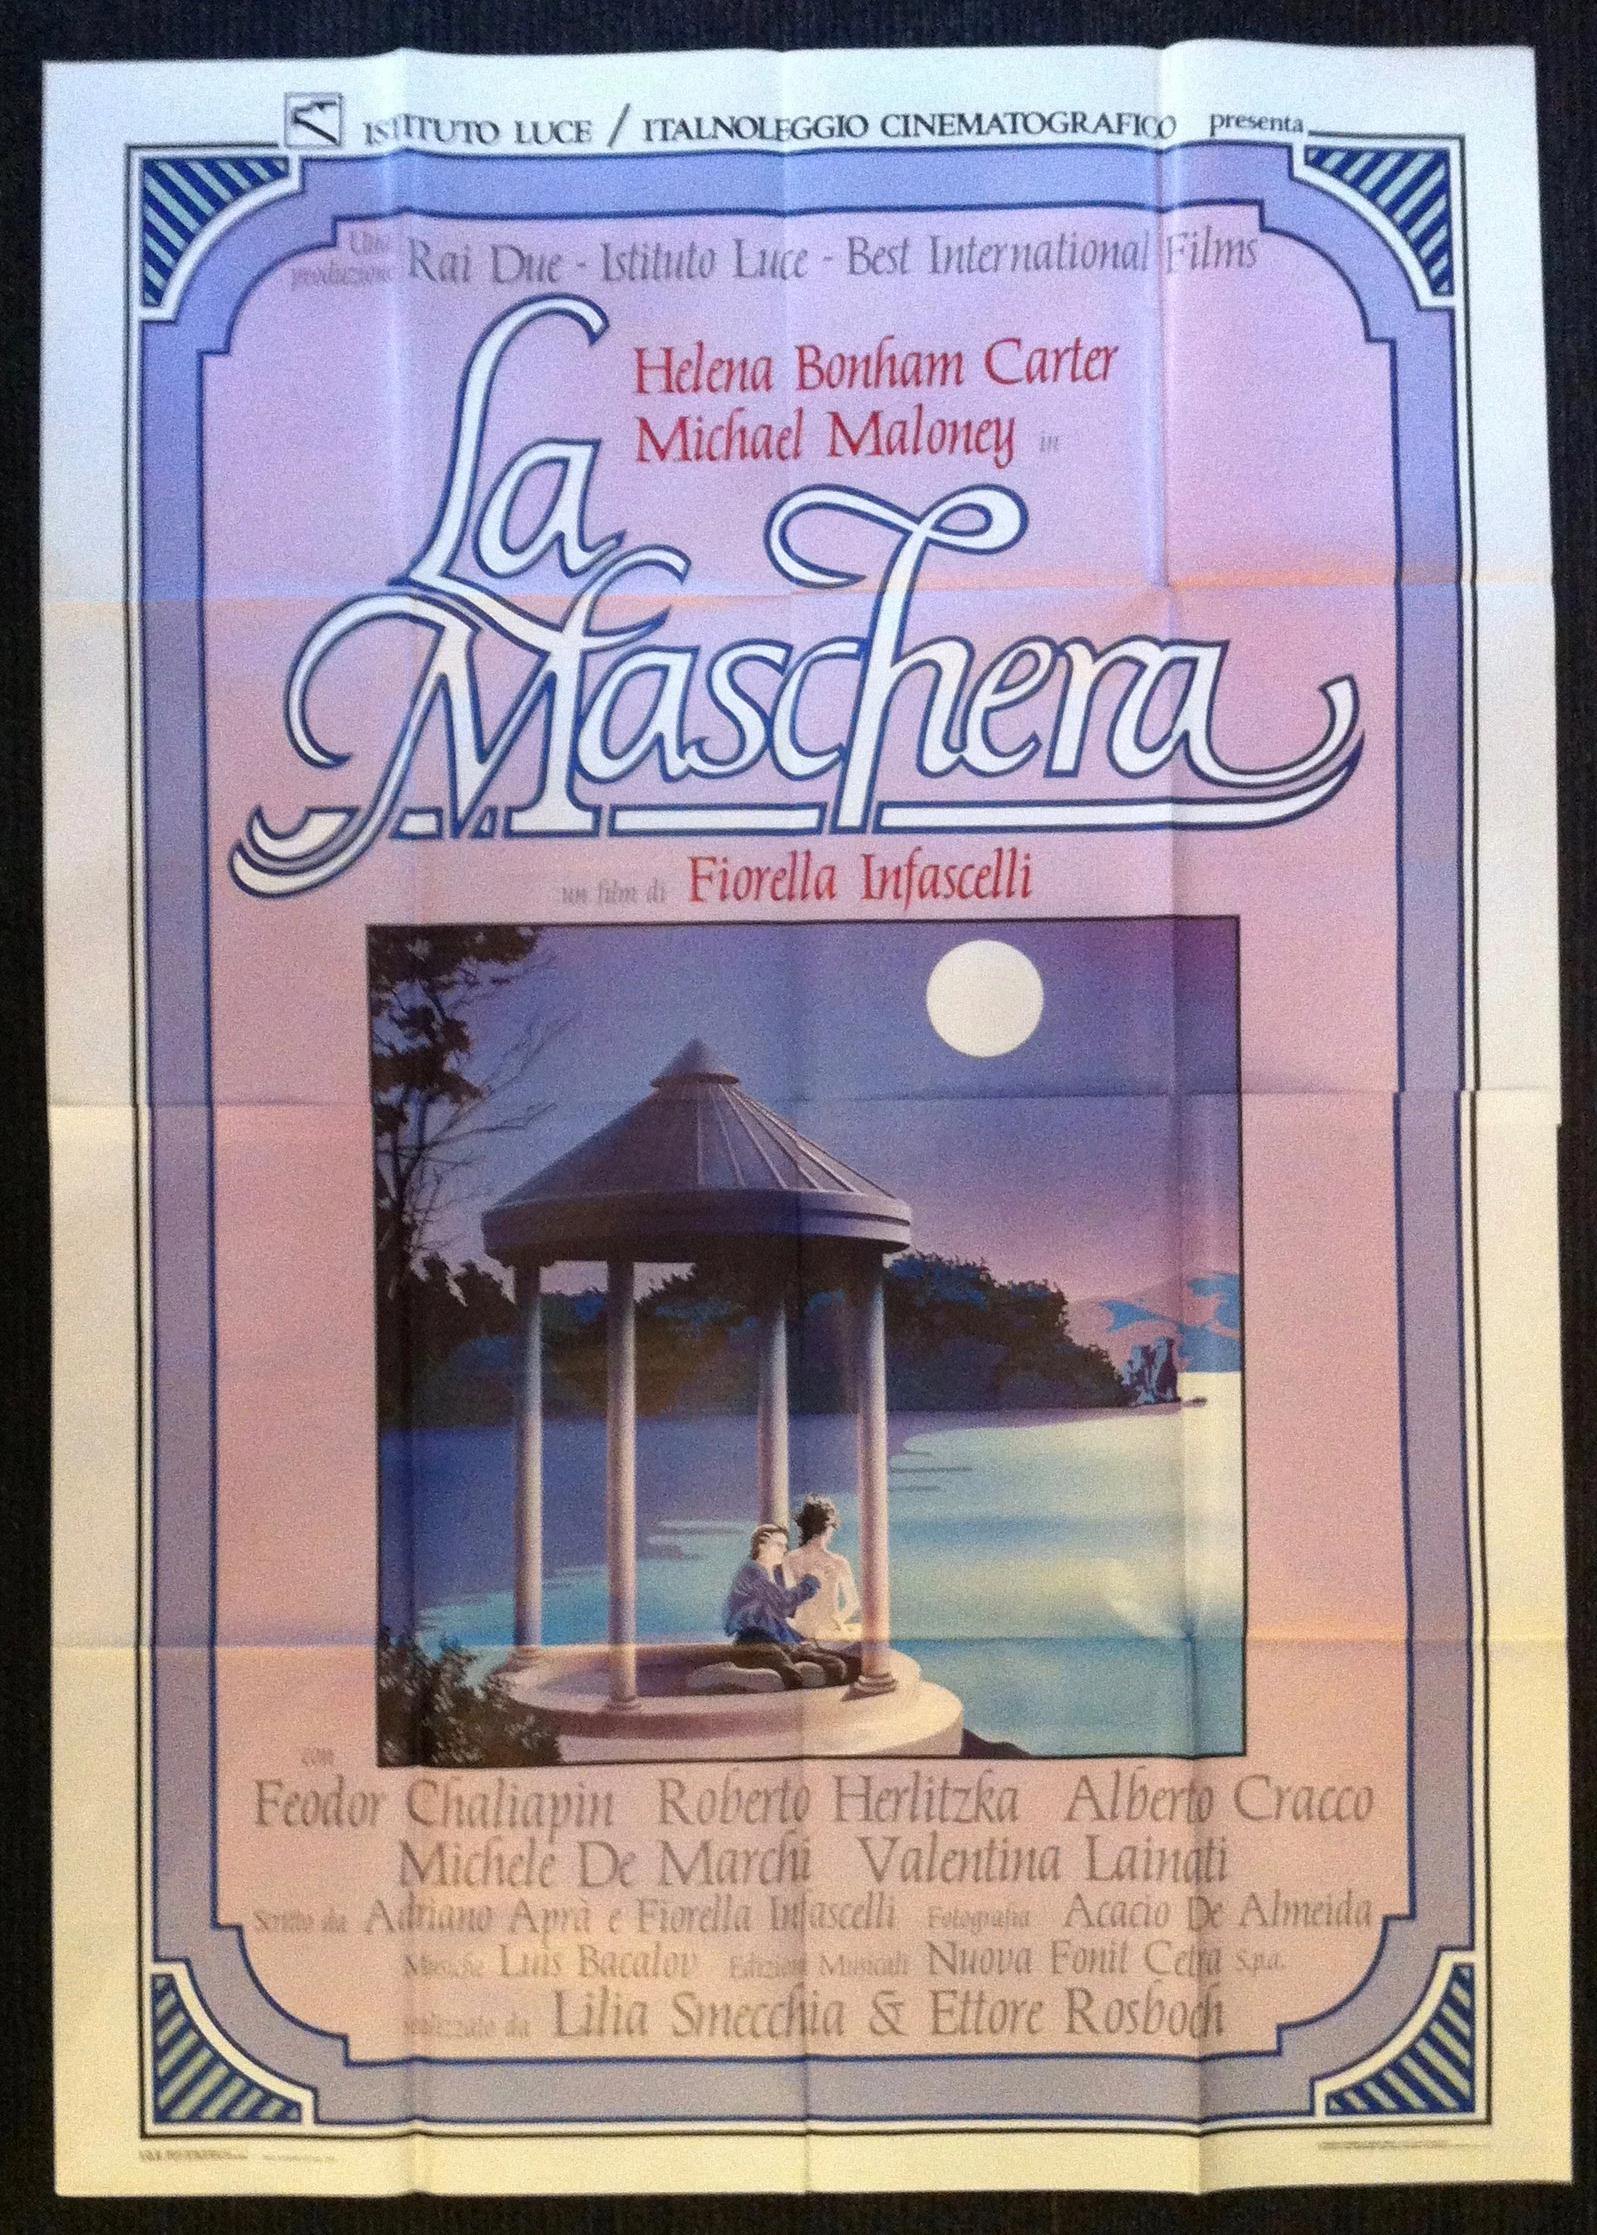 ISTITUTO LUCE / ITALNOLEGGIO CINEMATOGRAFICO presenta
Una produzione Rai Due - Istituto Luce - Best International Films
Helena Bonham Carter
Michael Maloney in
La
Maschera
un film di Fiorella Infascelli
con
Feodor Chaliapin Roberto Herlitzka Alberto Cracco
Michele De Marchi Valentina Lainati
Scritto da Adriano Aprà e Fiorella Infascelli Fotografia Acacio De Almeida
Musiche Luis Bacalov Edizioni Musicali Nuova Fonit Cetra S.p.a.
realizzato da Lilia Smecchia & Ettore Rosboch